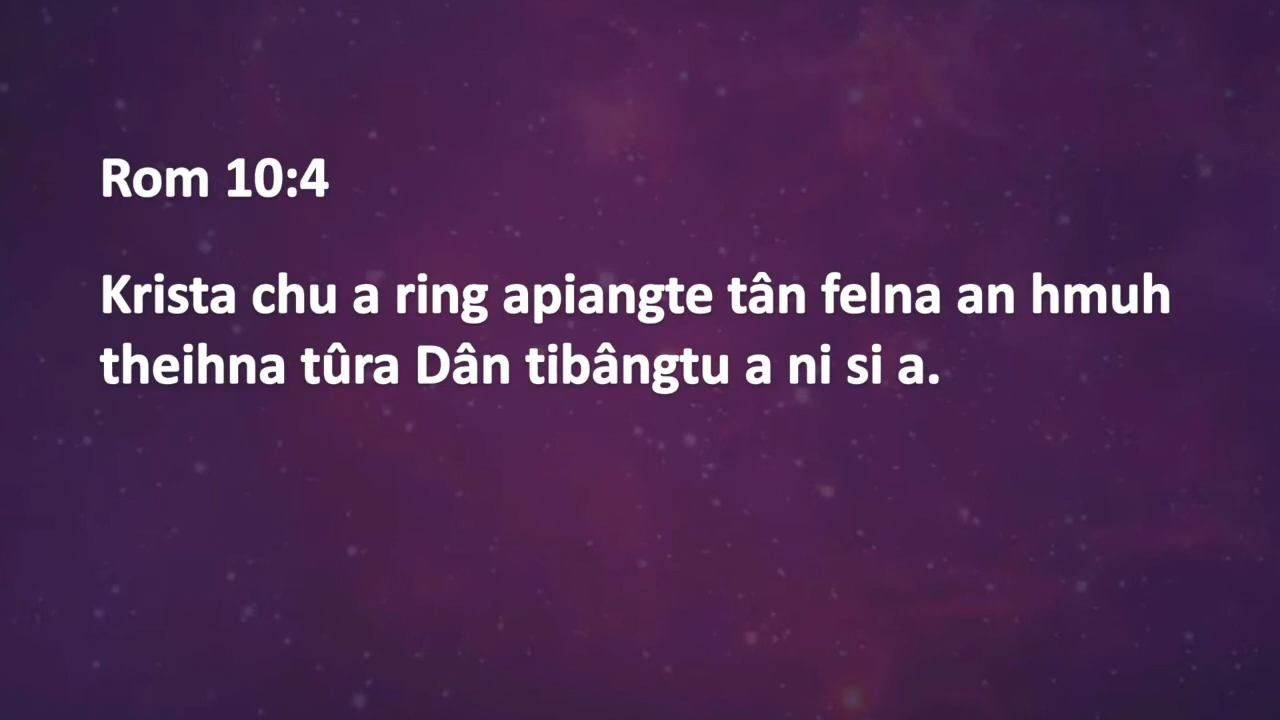 Rom 10:4
Krista chu a ring apiangte tân felna an hmuh
theihna tûra Dân tibângtu a ni si a.